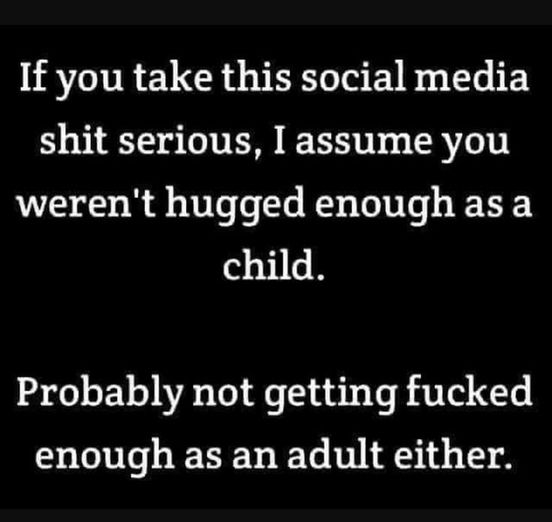 If you take this social media
shit serious, I assume you
weren't hugged enough as a
child.
Probably not getting fucked
enough as an adult either.